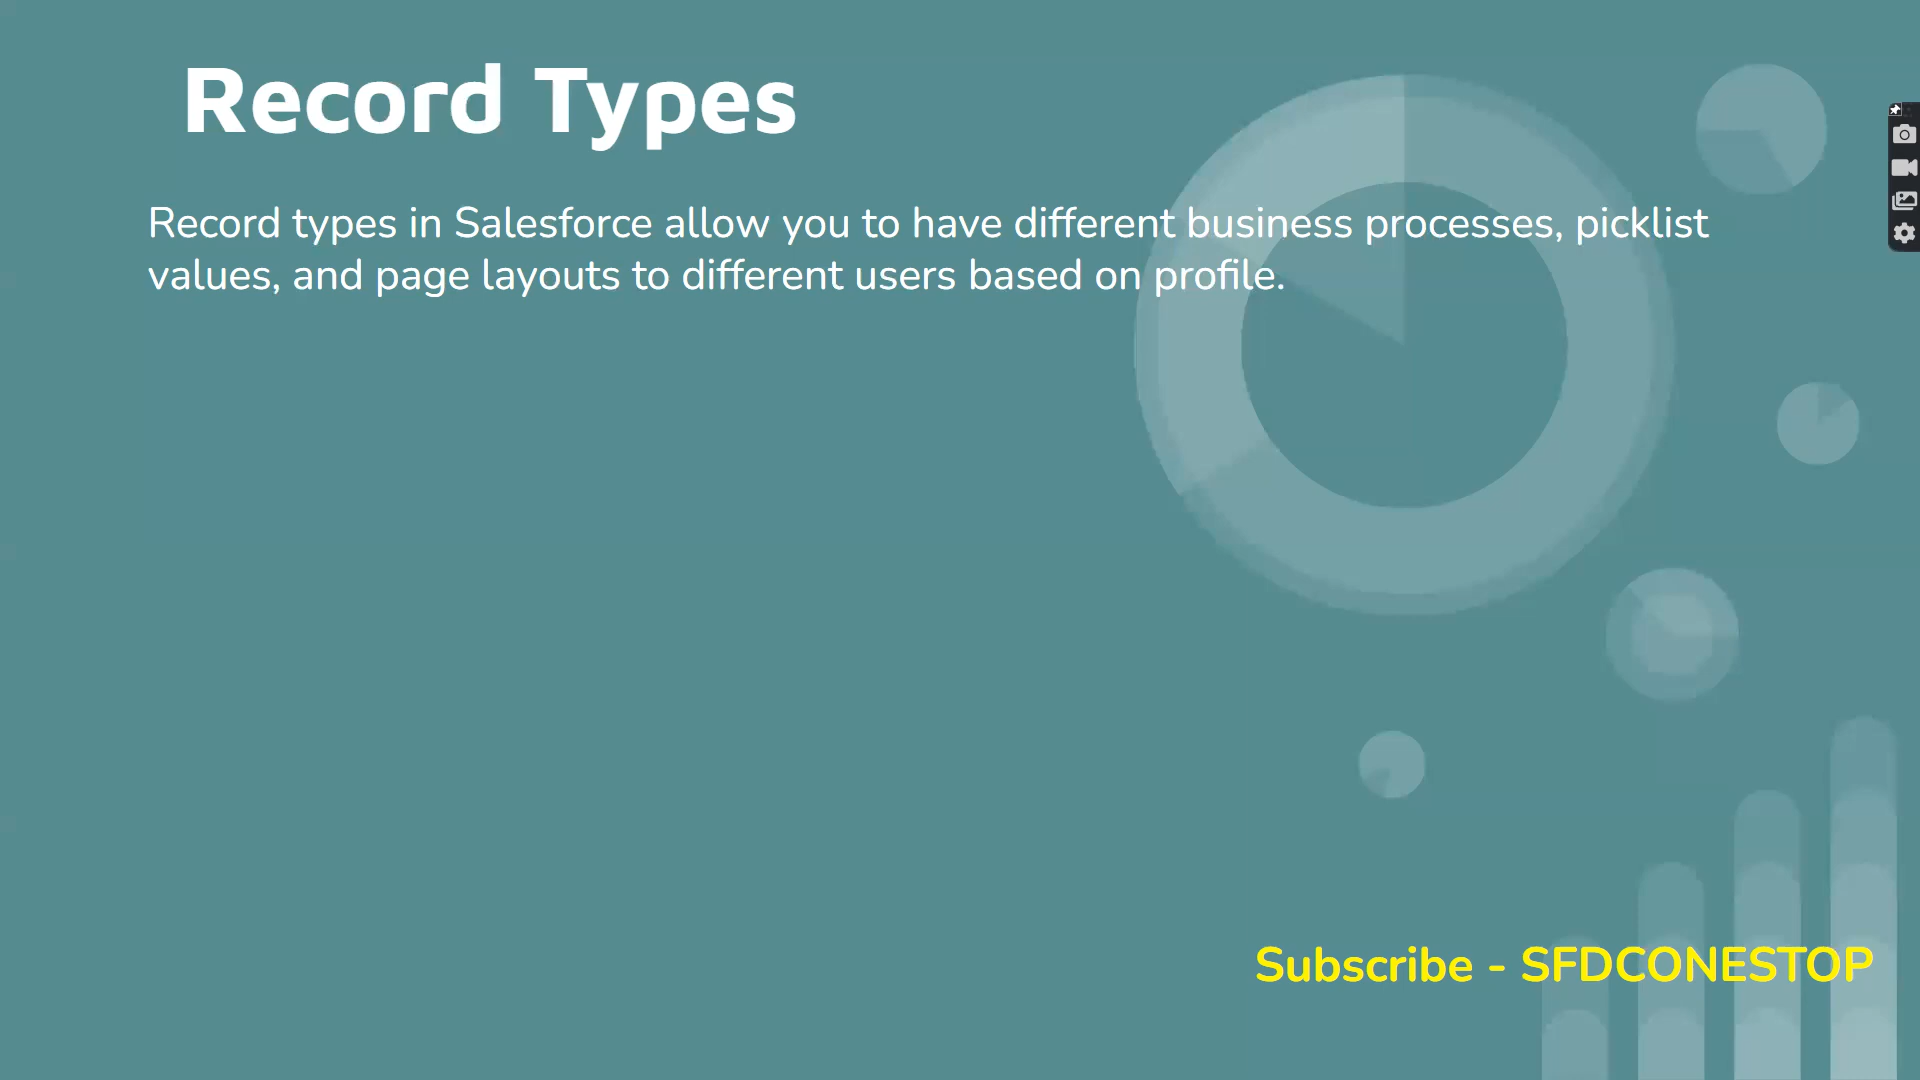 Record Types
Record types in Salesforce allow you to have different business processes, picklist
values, and page layouts to different users based on profile.
Subscribe - SFDCONESTOP